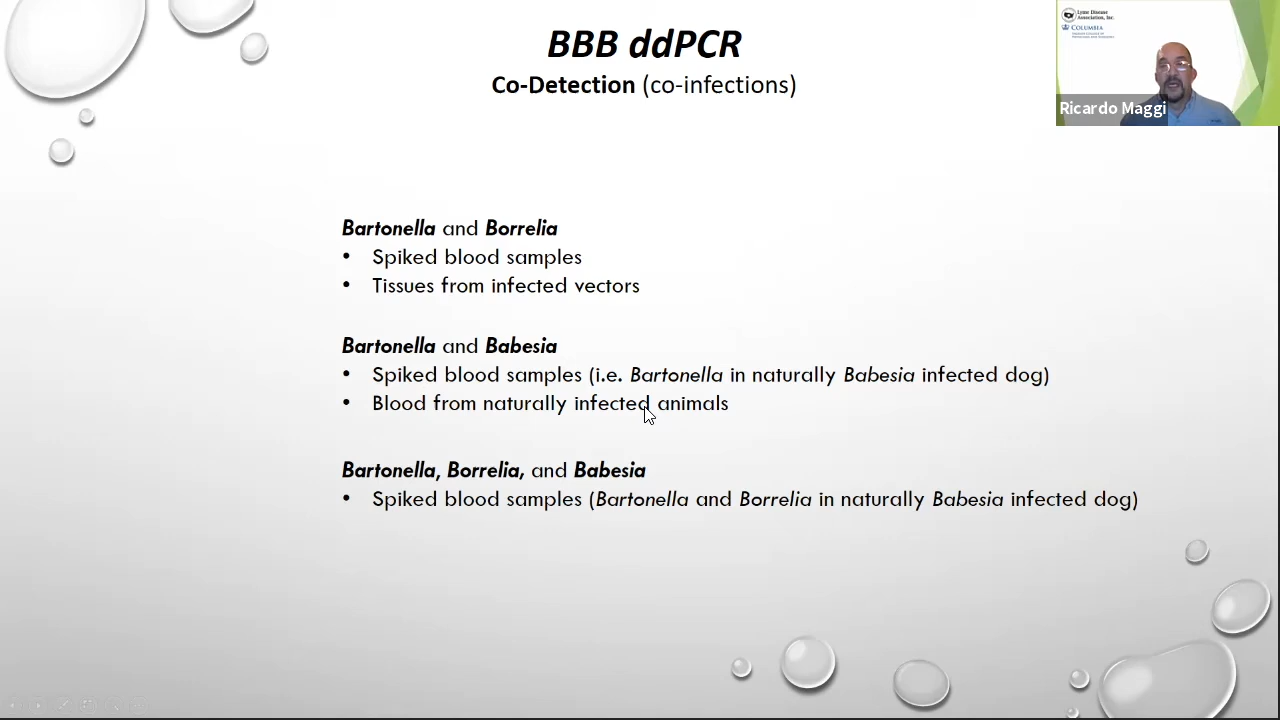 BBB ddPCR
Co-Detection (co-infections)
Lyme Disease
Association, Inc.
COLUMBIA
Ricardo Maggi
Bartonella and Borrelia
• Spiked blood samples
• Tissues from infected vectors
Bartonella and Babesia
• Spiked blood samples (i.e. Bartonella in naturally Babesia infected dog)
• Blood from naturally infected animals
Bartonella, Borrelia, and Babesia
• Spiked blood samples (Bartonella and Borrelia in naturally Babesia infected dog)